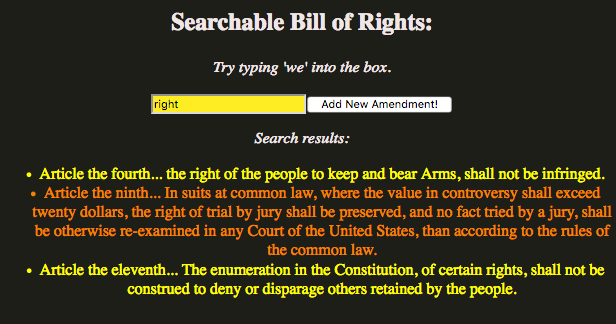 Searchable Bill of Rights:
Try typing 'we' into the box.
right
Add New Amendment!
Search results:
• Article the fourth... the right of the people to keep and bear Arms, shall not be infringed.
• Article the ninth... In suits at common law, where the value in controversy shall exceed
twenty dollars, the right of trial by jury shall be preserved, and no fact tried by a jury, shall
be otherwise re-examined in any Court of the United States, than according to the rules of
the common law.
• Article the eleventh... The enumeration in the Constitution, of certain rights, shall not be
construed to deny or disparage others retained by the people.